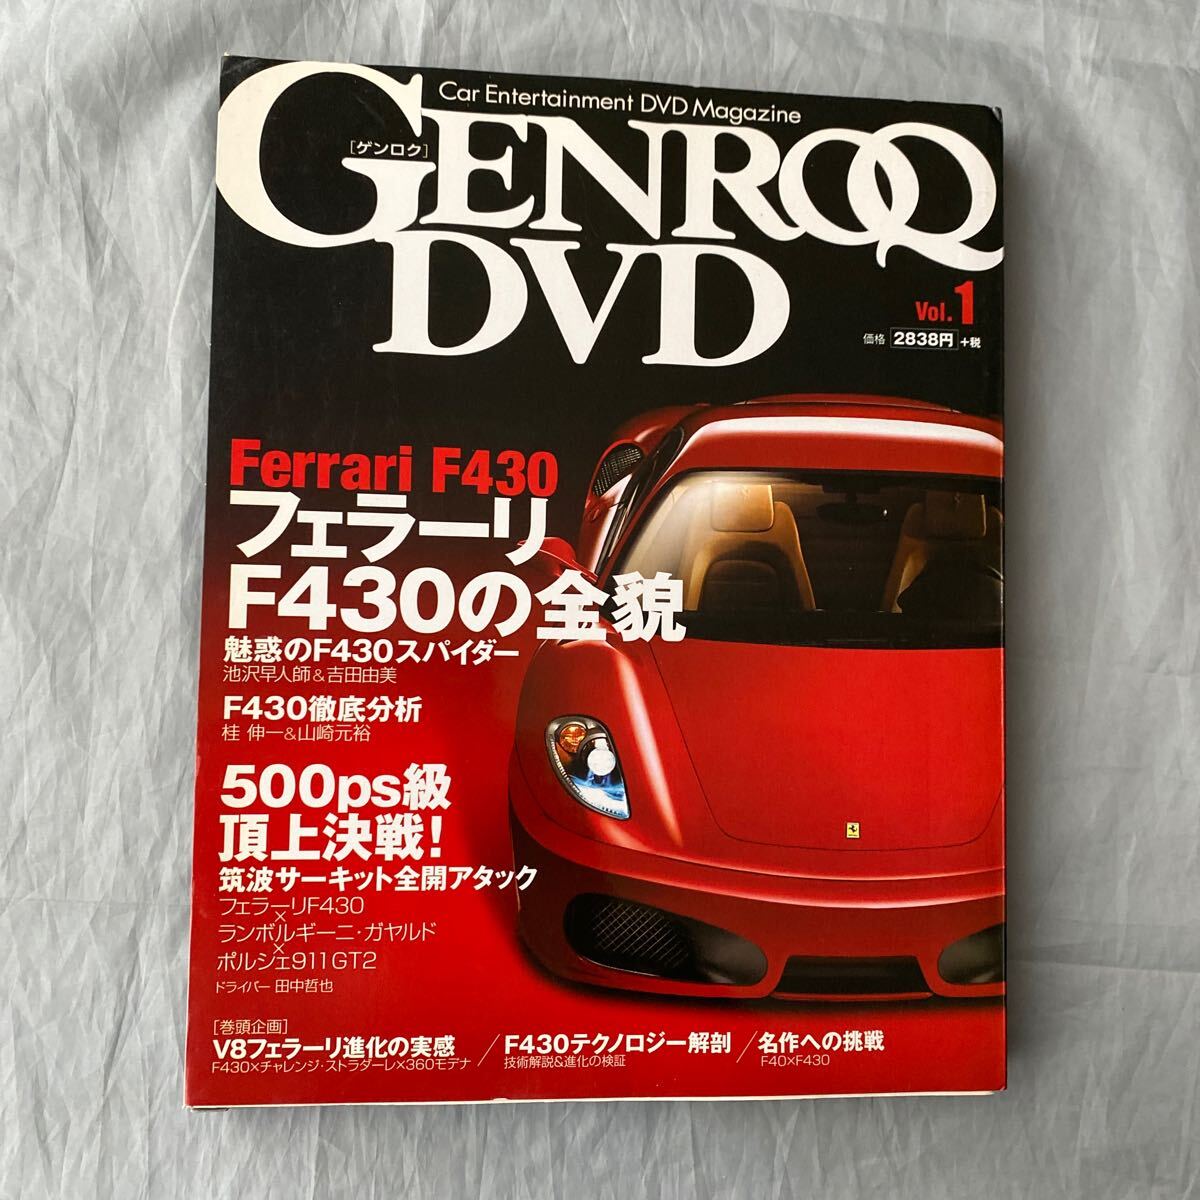 Car Entertainment DVD Magazine
GENROQ
[ゲンロク]
DVD
Vol.1
価格 2838円 +税
Ferrari F430
フェラーリ
F430の全貌
魅惑のF430スパイダー
池沢早人師&吉田由美
F430徹底分析
桂 伸一&山崎元裕
500ps級
頂上決戦!
筑波サーキット全開アタック
フェラーリF430
×
ランボルギーニ・ガヤルド
×
ポルシェ911GT2
ドライバー 田中哲也
[巻頭企画]
V8フェラーリ進化の実感
F430×チャレンジ・ストラダーレ×360モデナ
F430テクノロジー解剖
技術解説&進化の検証
名作への挑戦
F40×F430